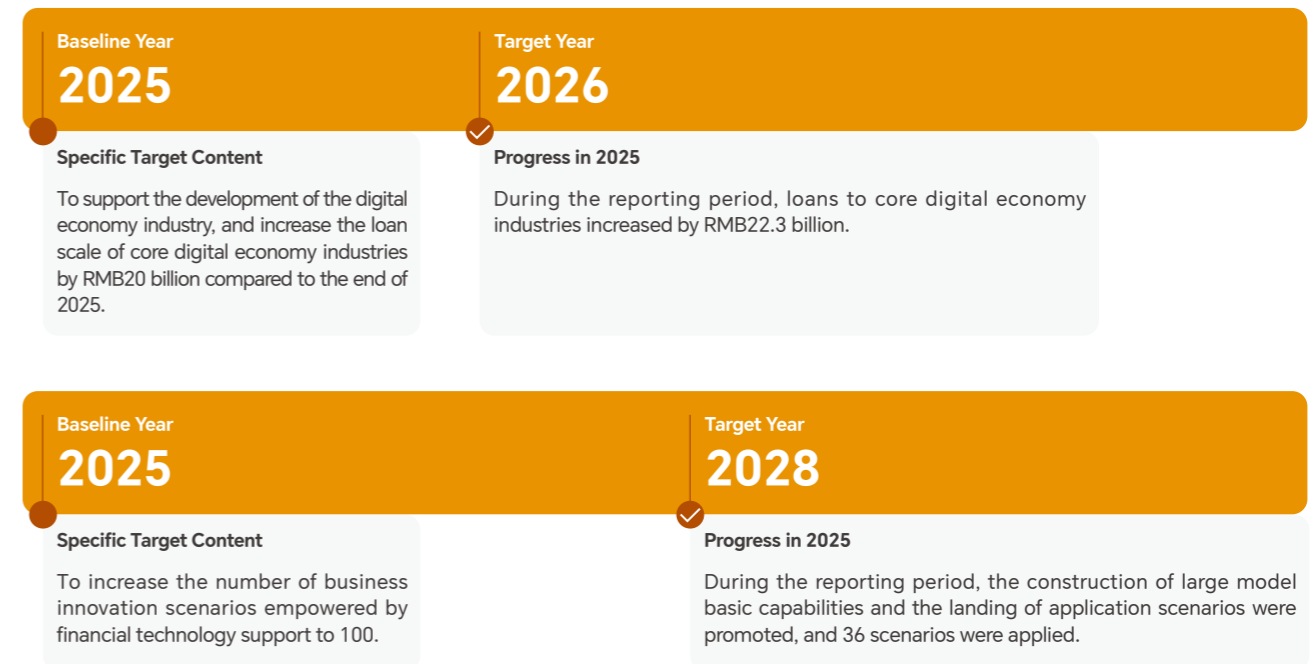 Baseline Year
2025
Target Year
2026
Specific Target Content
To support the development of the digital
economy industry, and increase the loan
scale of core digital economy industries
by RMB20 billion compared to the end of
2025.
Progress in 2025
During the reporting period, loans to core digital economy
industries increased by RMB22.3 billion.
Baseline Year
2025
Target Year
2028
Specific Target Content
To increase the number of business
innovation scenarios empowered by
financial technology support to 100.
Progress in 2025
During the reporting period, the construction of large model
basic capabilities and the landing of application scenarios were
promoted, and 36 scenarios were applied.